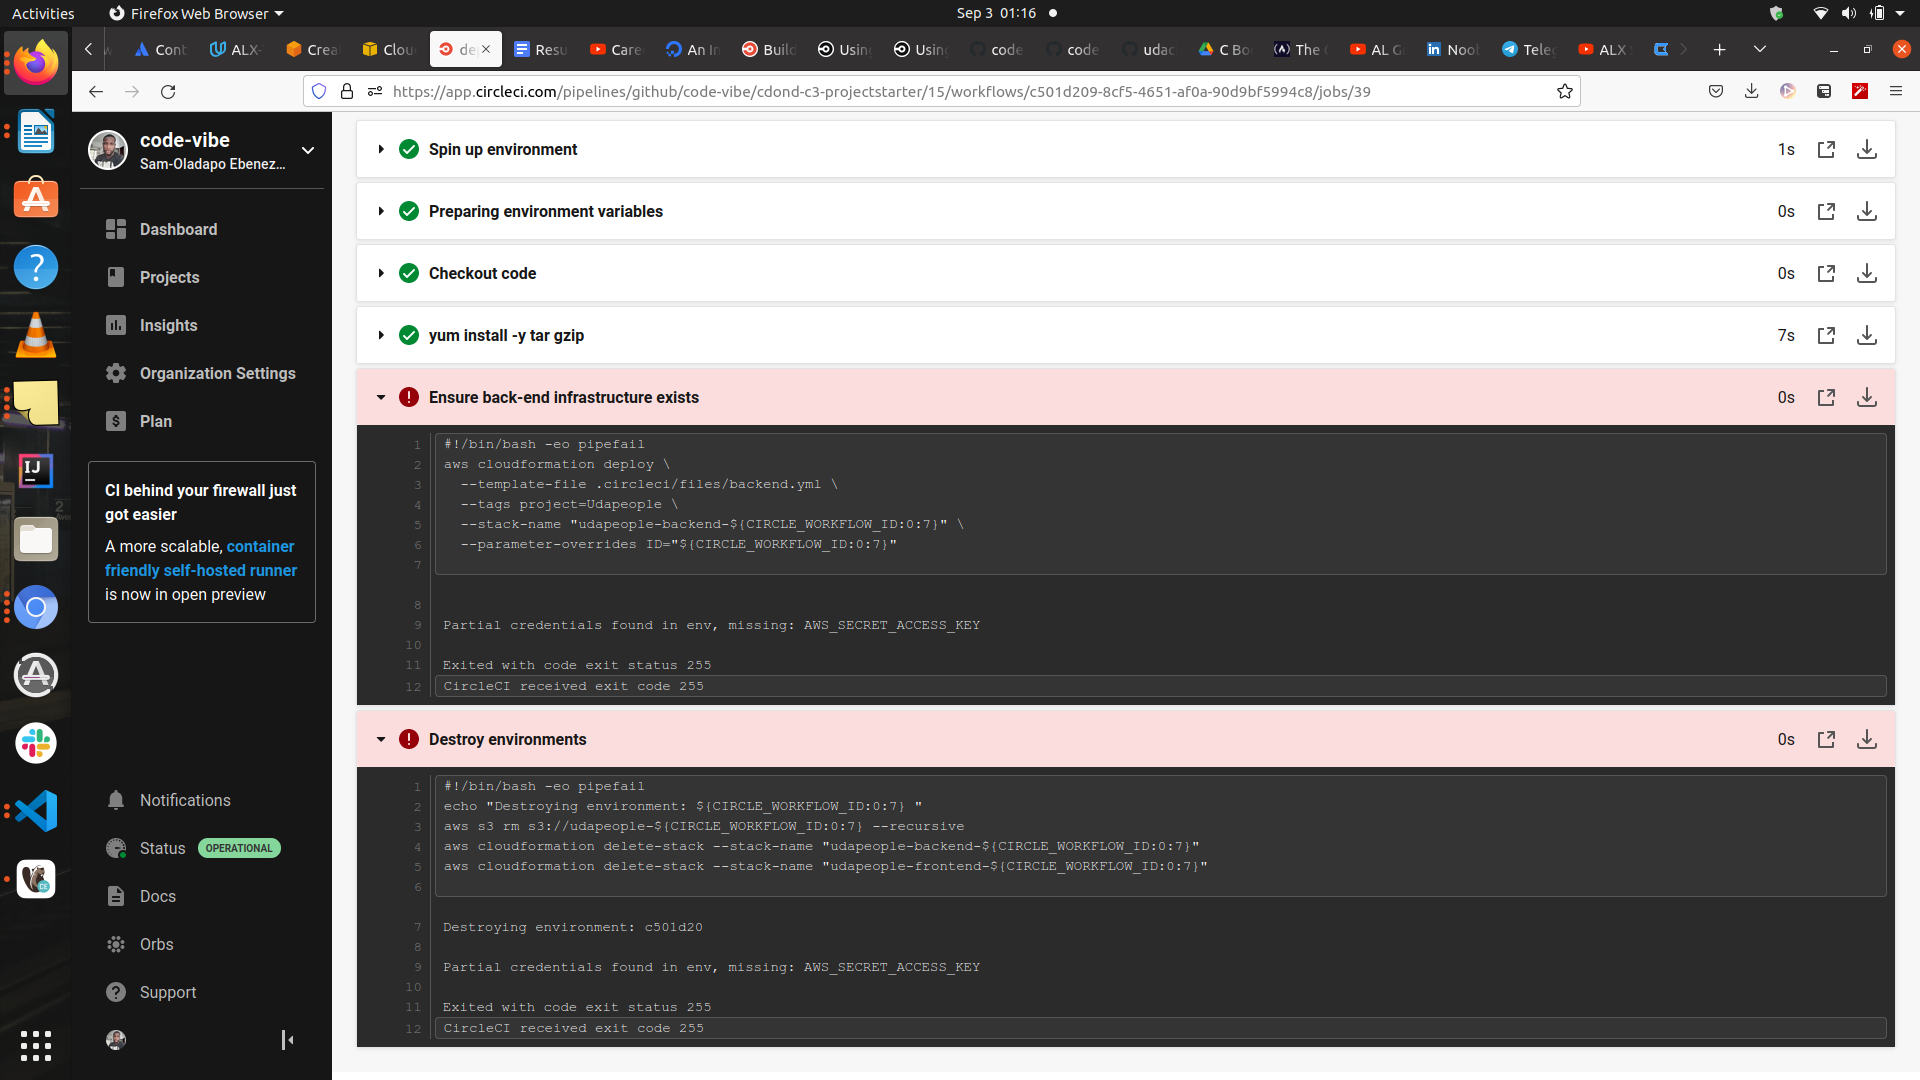 Activities
Firefox Web Browser
Sep 3 01:16
Cont
ALX-
Crea
Clou
de
Resu
Care
An In
Build
Using
Using
code
code
udac
C Bo
The
AL G
Nool
Tele
ALX
https://app.circleci.com/pipelines/github/code-vibe/cdond-c3-projectstarter/15/workflows/c501d209-8cf5-4651-af0a-90d9bf5994c8/jobs/39
code-vibe
Sam-Oladapo Ebenez...
Dashboard
Projects
Insights
Organization Settings
Plan
CI behind your firewall just
got easier
A more scalable, container
friendly self-hosted runner
is now in open preview
Notifications
Status OPERATIONAL
Docs
Orbs
Support
Spin up environment 1s
Preparing environment variables 0s
Checkout code 0s
yum install -y tar gzip 7s
Ensure back-end infrastructure exists 0s
1 #!/bin/bash -eo pipefail
2 aws cloudformation deploy \
3 --template-file .circleci/files/backend.yml \
4 --tags project=Udapeople \
5 --stack-name "udapeople-backend-${CIRCLE_WORKFLOW_ID:0:7}" \
6 --parameter-overrides ID="${CIRCLE_WORKFLOW_ID:0:7}"
7
8
9 Partial credentials found in env, missing: AWS_SECRET_ACCESS_KEY
10
11 Exited with code exit status 255
12 CircleCI received exit code 255
Destroy environments 0s
1 #!/bin/bash -eo pipefail
2 echo "Destroying environment: ${CIRCLE_WORKFLOW_ID:0:7} "
3 aws s3 rm s3://udapeople-${CIRCLE_WORKFLOW_ID:0:7} --recursive
4 aws cloudformation delete-stack --stack-name "udapeople-backend-${CIRCLE_WORKFLOW_ID:0:7}"
5 aws cloudformation delete-stack --stack-name "udapeople-frontend-${CIRCLE_WORKFLOW_ID:0:7}"
6
7 Destroying environment: c501d20
8
9 Partial credentials found in env, missing: AWS_SECRET_ACCESS_KEY
10
11 Exited with code exit status 255
12 CircleCI received exit code 255